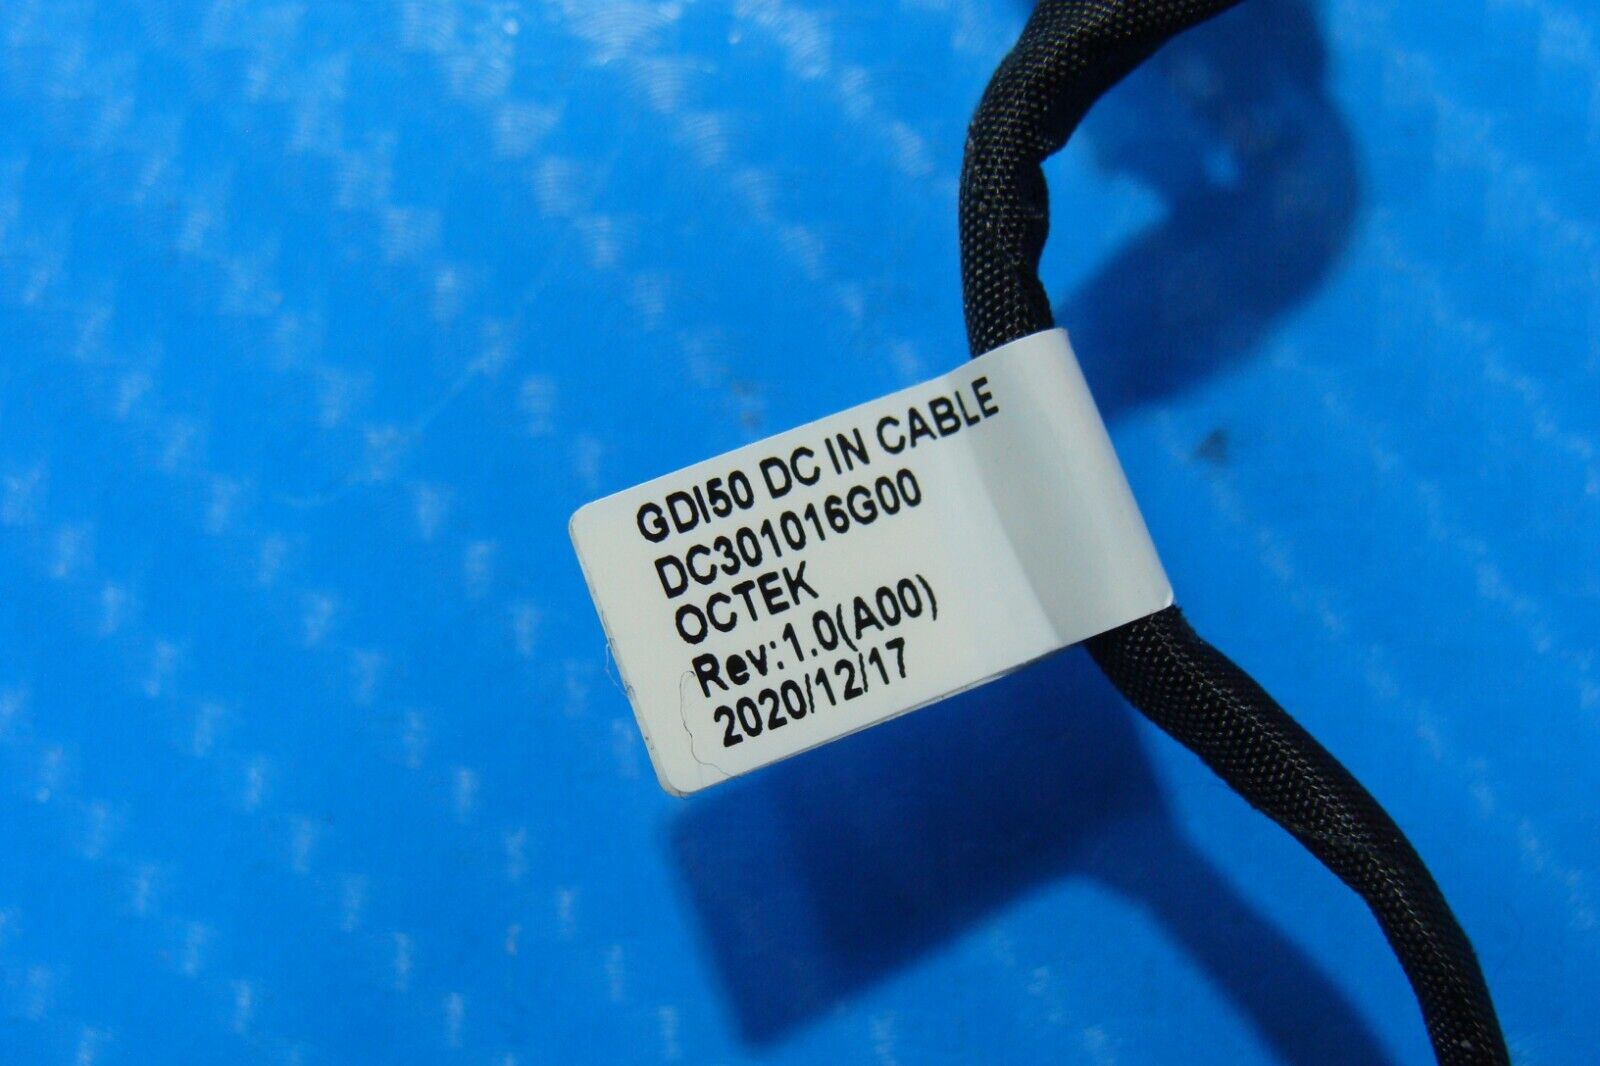 GDI50 DC IN CABLE
DC301016G00
OCTEK
Rev:1.0(A00)
2020/12/17